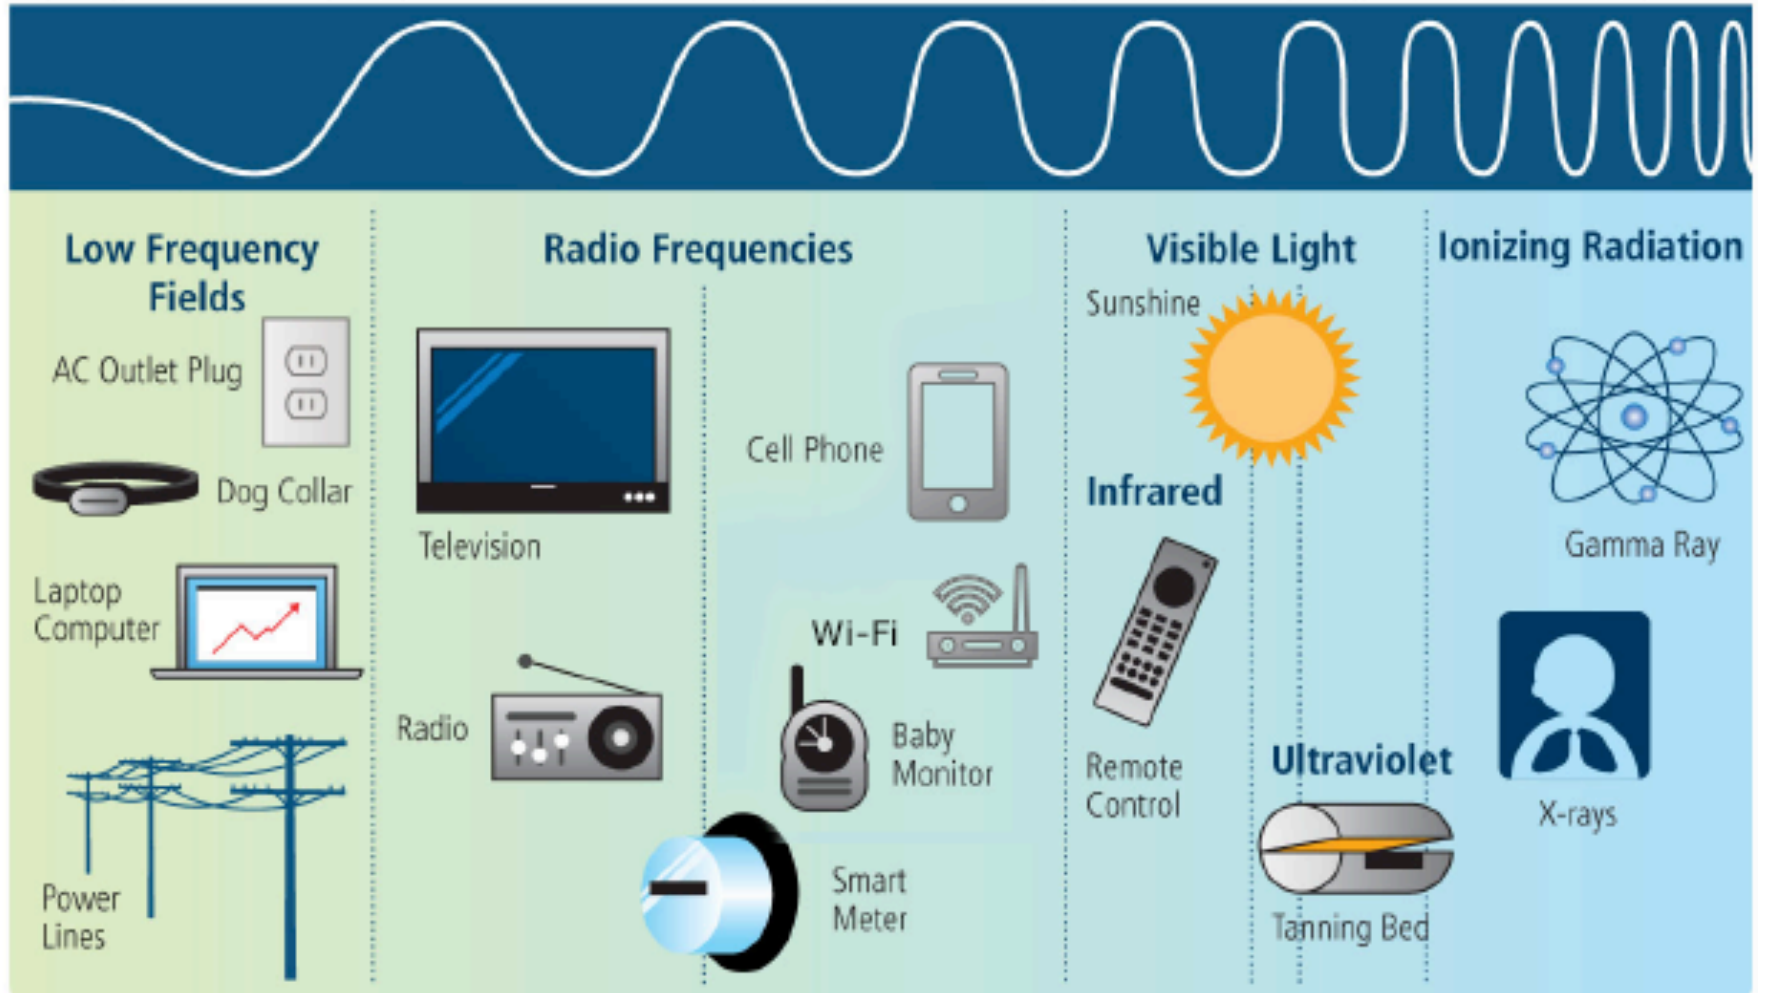 Low Frequency
Fields
AC Outlet Plug
Dog Collar
Laptop
Computer
Power
Lines
Radio Frequencies
Television
Radio
Cell Phone
Wi-Fi
Baby
Monitor
Smart
Meter
Visible Light
Sunshine
Infrared
Remote
Control
Ultraviolet
Tanning Bed
Ionizing Radiation
Gamma Ray
X-rays